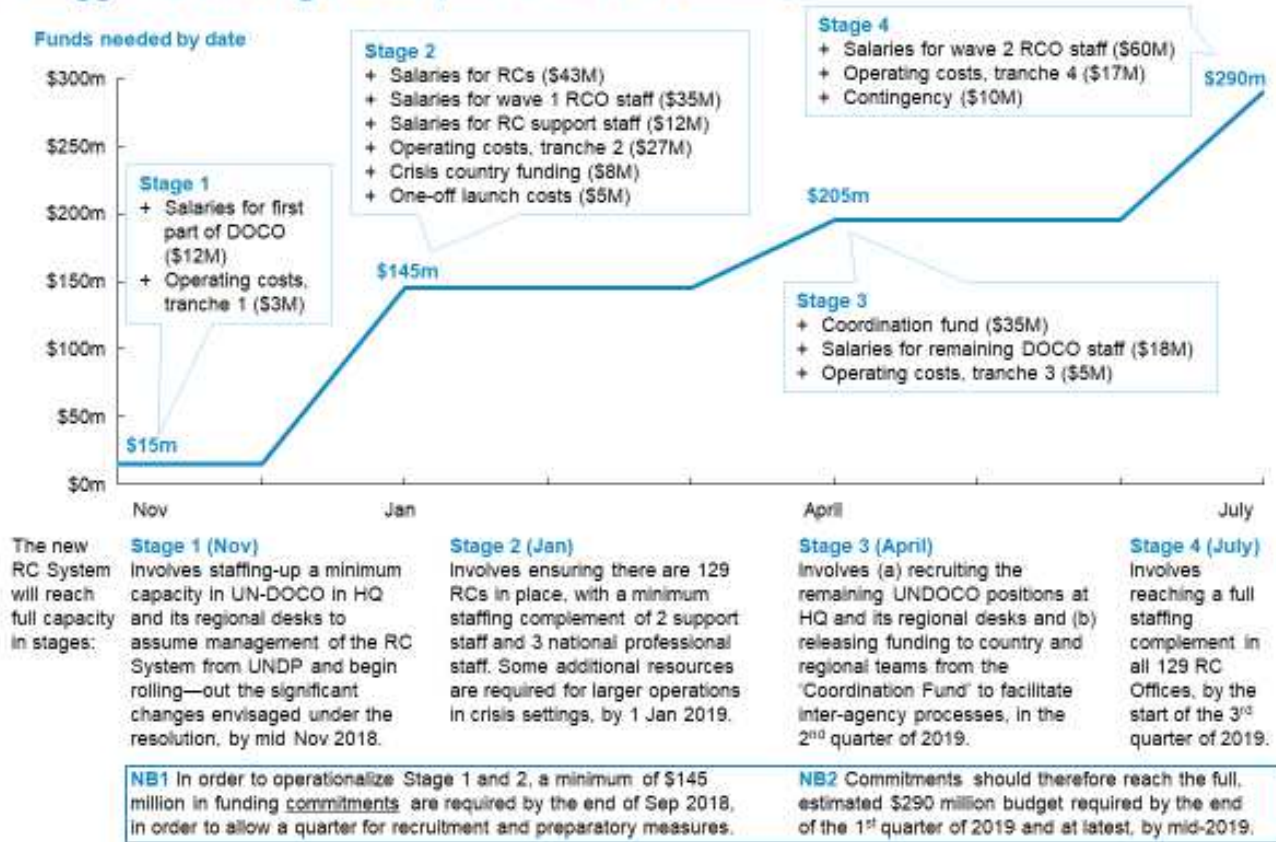 Funds needed by date
$300m
$250m
$200m
$150m
$100m
$50m
$0m
Stage 1
+ Salaries for first
part of DOCO
($12M)
+ Operating costs,
tranche 1 ($3M)
$15m
Stage 2
+ Salaries for RCs ($43M)
+ Salaries for wave 1 RCO staff ($35M)
+ Salaries for RC support staff ($12M)
+ Operating costs, tranche 2 ($27M)
+ Crisis country funding ($8M)
+ One-off launch costs ($5M)
$145m
Stage 4
+ Salaries for wave 2 RCO staff ($60M)
+ Operating costs, tranche 4 ($17M)
+ Contingency ($10M)
$290m
$205m
Stage 3
+ Coordination fund ($35M)
+ Salaries for remaining DOCO staff ($18M)
+ Operating costs, tranche 3 ($5M)
Nov
Jan
April
July
The new
RC System
will reach
full capacity
in stages:
Stage 1 (Nov)
Involves staffing-up a minimum
capacity in UN-DOCO in HQ
and its regional desks to
assume management of the RC
System from UNDP and begin
rolling—out the significant
changes envisaged under the
resolution, by mid Nov 2018.
Stage 2 (Jan)
Involves ensuring there are 129
RCs in place, with a minimum
staffing complement of 2 support
staff and 3 national professional
staff. Some additional resources
are required for larger operations
in crisis settings, by 1 Jan 2019.
Stage 3 (April)
Involves (a) recruiting the
remaining UNDOCO positions at
HQ and its regional desks and (b)
releasing funding to country and
regional teams from the
'Coordination Fund' to facilitate
inter-agency processes, in the
2nd quarter of 2019.
Stage 4 (July)
Involves
reaching a full
staffing
complement in
all 129 RC
Offices, by the
start of the 3rd
quarter of 2019.
NB1 In order to operationalize Stage 1 and 2, a minimum of $145
million in funding commitments are required by the end of Sep 2018,
in order to allow a quarter for recruitment and preparatory measures.
NB2 Commitments should therefore reach the full,
estimated $290 million budget required by the end
of the 1st quarter of 2019 and at latest, by mid-2019.